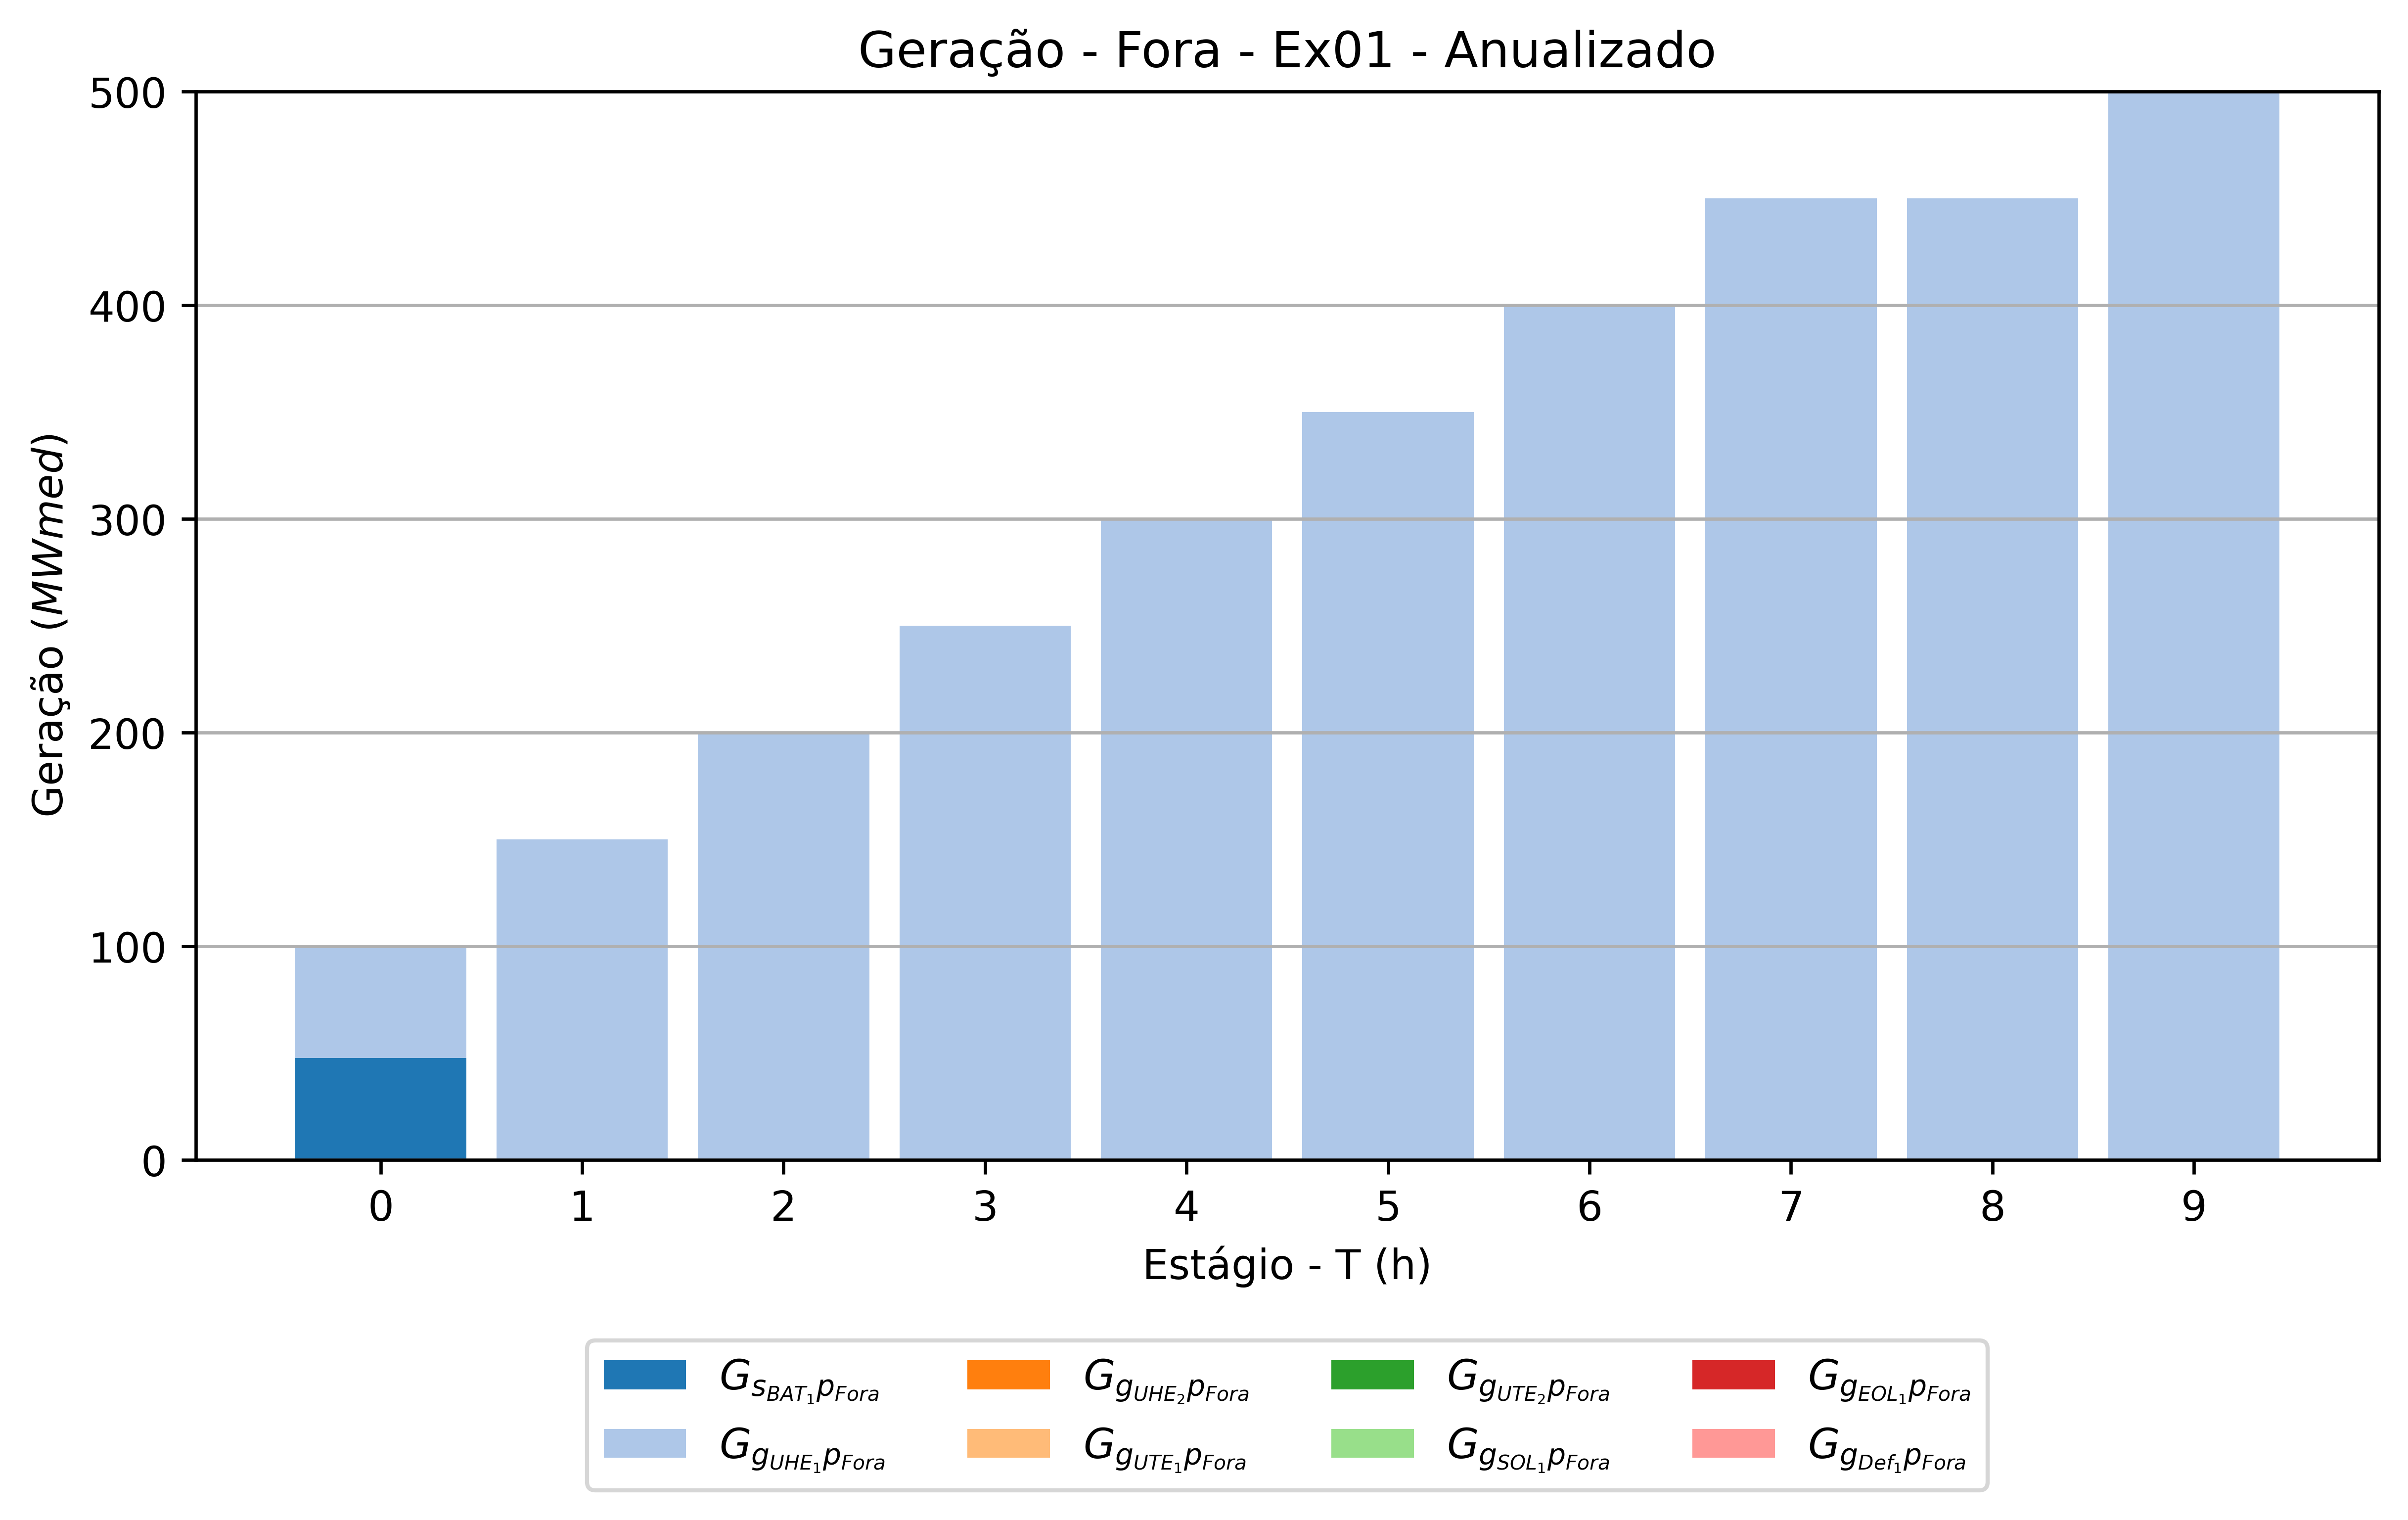 Geração - Fora - Ex01 - Anualizado
500
400
300
200
100
0
Geração (MWmed)
0 1 2 3 4 5 6 7 8 9
Estágio - T (h)
G_{s_{BAT_1}p_{Fora}} G_{g_{UHE_2}p_{Fora}} G_{g_{UTE_2}p_{Fora}} G_{g_{EOL_1}p_{Fora}}
G_{g_{UHE_1}p_{Fora}} G_{g_{UTE_1}p_{Fora}} G_{g_{SOL_1}p_{Fora}} G_{g_{Def_1}p_{Fora}}